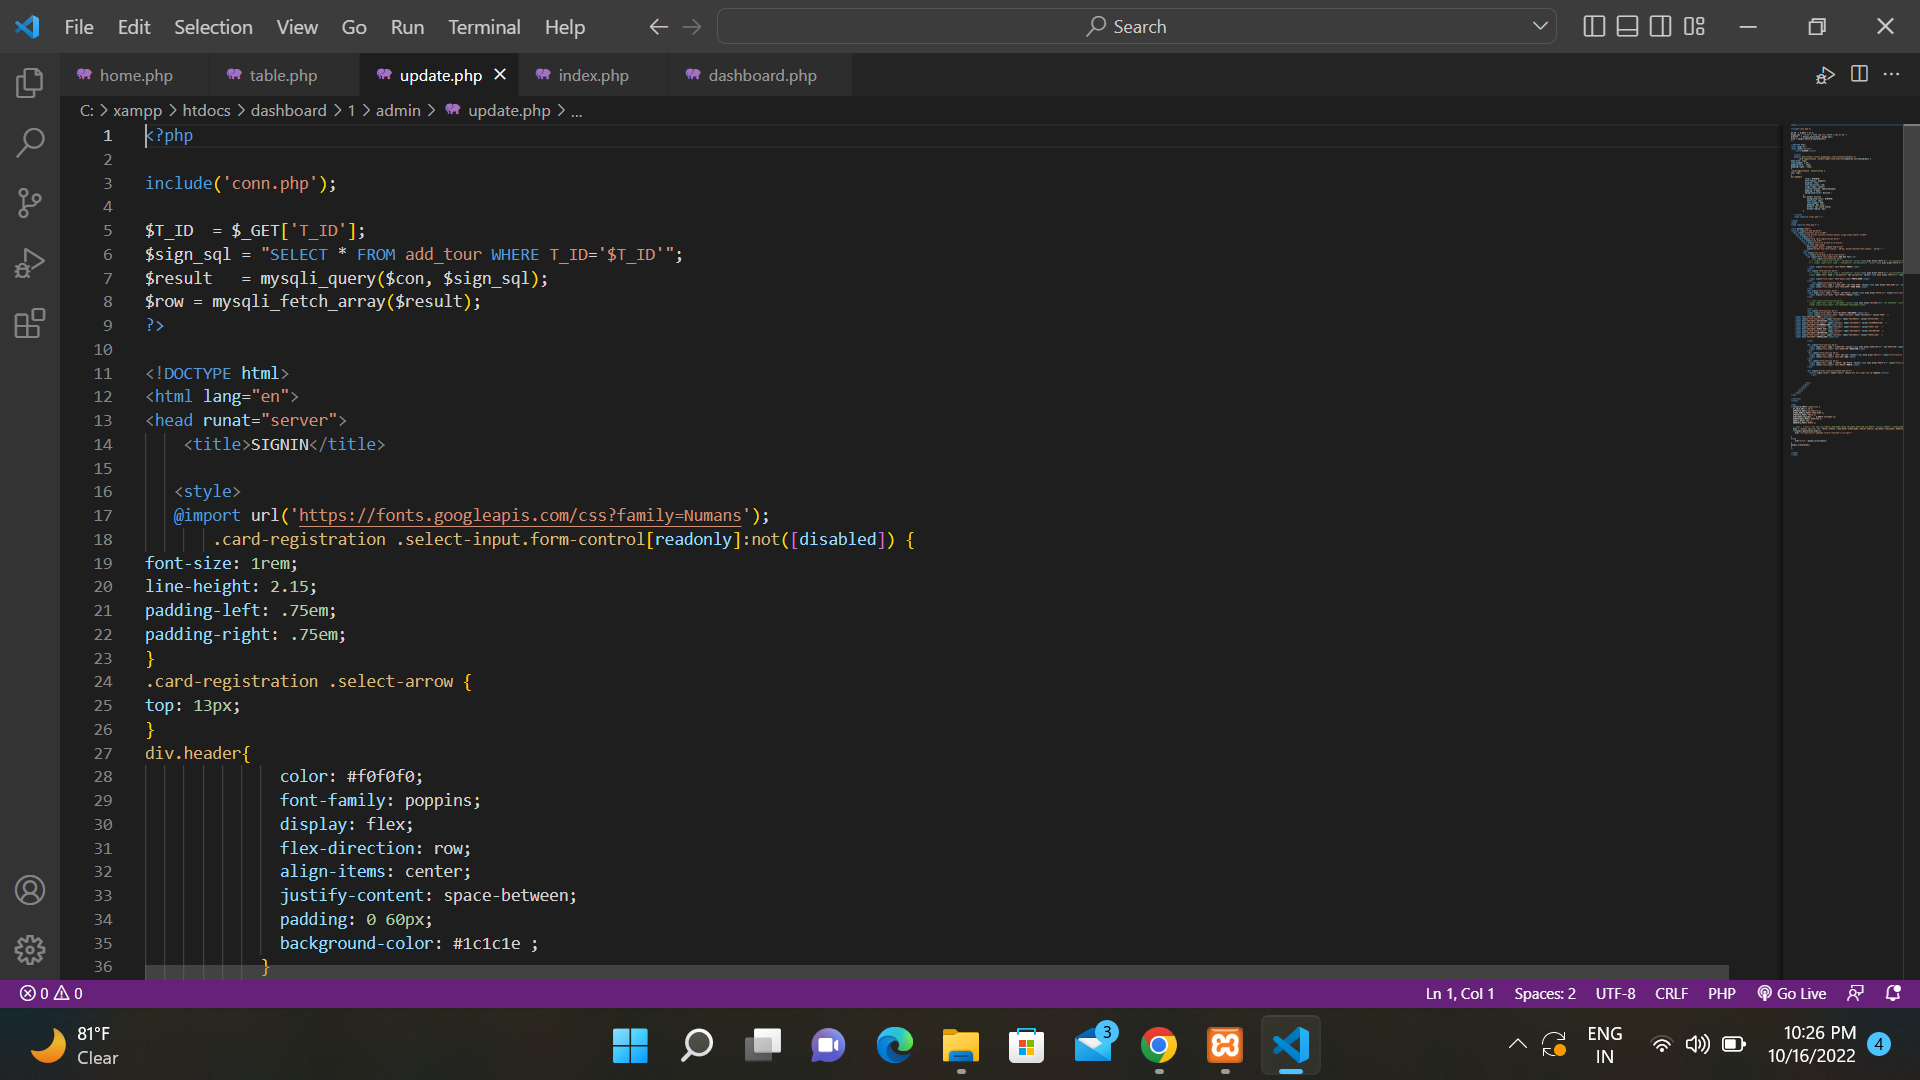 File Edit Selection View Go Run Terminal Help
Search
home.php table.php update.php index.php dashboard.php
C: > xampp > htdocs > dashboard > 1 > admin > update.php > ...
1 <?php
2
3 include('conn.php');
4
5 $T_ID  = $_GET['T_ID'];
6 $sign_sql = "SELECT * FROM add_tour WHERE T_ID='$T_ID'";
7 $result   = mysqli_query($con, $sign_sql);
8 $row = mysqli_fetch_array($result);
9 ?>
10
11 <!DOCTYPE html>
12 <html lang="en">
13 <head runat="server">
14     <title>SIGNIN</title>
15
16    <style>
17    @import url('https://fonts.googleapis.com/css?family=Numans');
18        .card-registration .select-input.form-control[readonly]:not([disabled]) {
19 font-size: 1rem;
20 line-height: 2.15;
21 padding-left: .75em;
22 padding-right: .75em;
23 }
24 .card-registration .select-arrow {
25 top: 13px;
26 }
27 div.header{
28               color: #f0f0f0;
29               font-family: poppins;
30               display: flex;
31               flex-direction: row;
32               align-items: center;
33               justify-content: space-between;
34               padding: 0 60px;
35               background-color: #1c1c1e ;
36             }
0 0 Ln 1, Col 1 Spaces: 2 UTF-8 CRLF PHP Go Live
81°F
Clear
3
ENG
IN
10:26 PM
10/16/2022
4